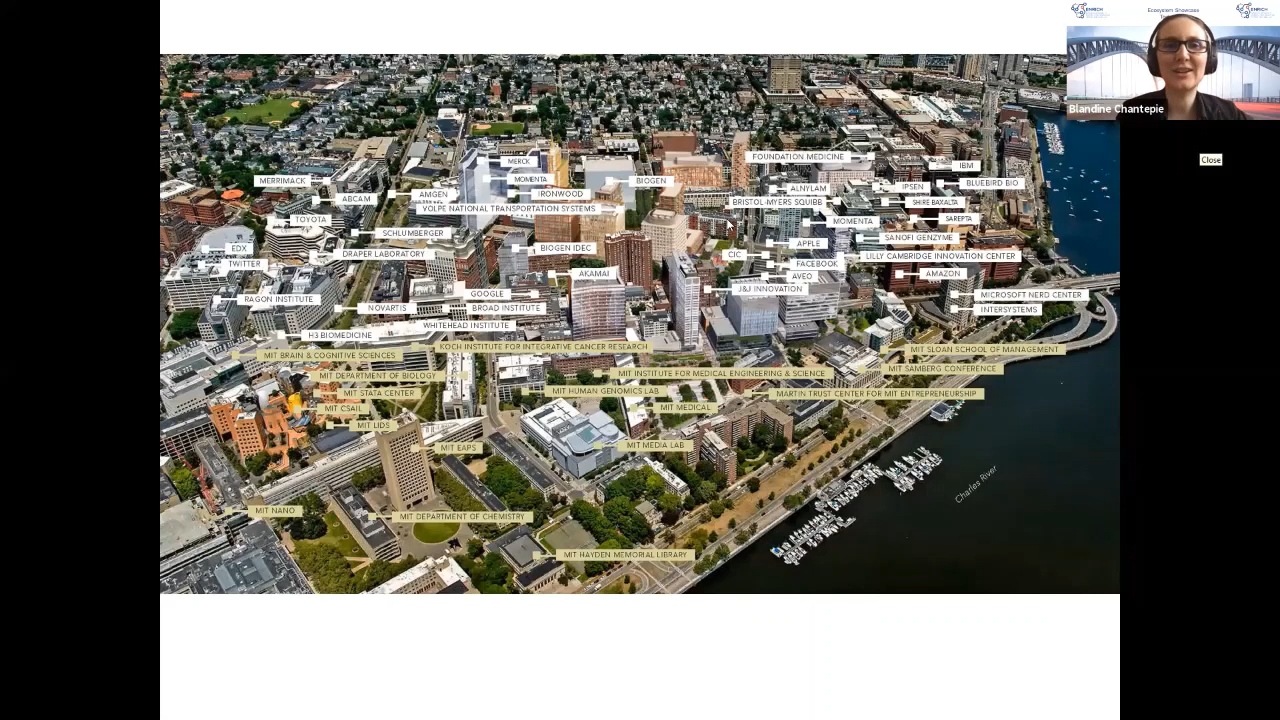 ENRICH
Ecosystem Showcase
ENRICH
Blandine Chantepie
Close
MERCK
FOUNDATION MEDICINE
IBM
MERRIMACK
MOMENTA
BIOGEN
BLUEBIRD BIO
ABCAM
AMGEN
IRONWOOD
ALNYLAM
IPSEN
VOLPE NATIONAL TRANSPORTATION SYSTEMS
BRISTOL-MYERS SQUIBB
SHIRE BAXALTA
TOYOTA
MOMENTA
SAREPTA
SCHLUMBERGER
SANOFI GENZYME
EDX
BIOGEN IDEC
APPLE
DRAPER LABORATORY
CIC
LILLY CAMBRIDGE INNOVATION CENTER
TWITTER
FACEBOOK
AKAMAI
AVEO
AMAZON
RAGON INSTITUTE
GOOGLE
J&J INNOVATION
MICROSOFT NERD CENTER
NOVARTIS
BROAD INSTITUTE
INTERSYSTEMS
WHITEHEAD INSTITUTE
H3 BIOMEDICINE
KOCH INSTITUTE FOR INTEGRATIVE CANCER RESEARCH
MIT SLOAN SCHOOL OF MANAGEMENT
MIT BRAIN & COGNITIVE SCIENCES
MIT DEPARTMENT OF BIOLOGY
MIT INSTITUTE FOR MEDICAL ENGINEERING & SCIENCE
MIT SAMBERG CONFERENCE
MIT STATA CENTER
MIT HUMAN GENOMICS LAB
MARTIN TRUST CENTER FOR MIT ENTREPRENEURSHIP
MIT CSAIL
MIT MEDICAL
MIT LIDS
MIT EAPS
MIT MEDIA LAB
Charles River
MIT NANO
MIT DEPARTMENT OF CHEMISTRY
MIT HAYDEN MEMORIAL LIBRARY